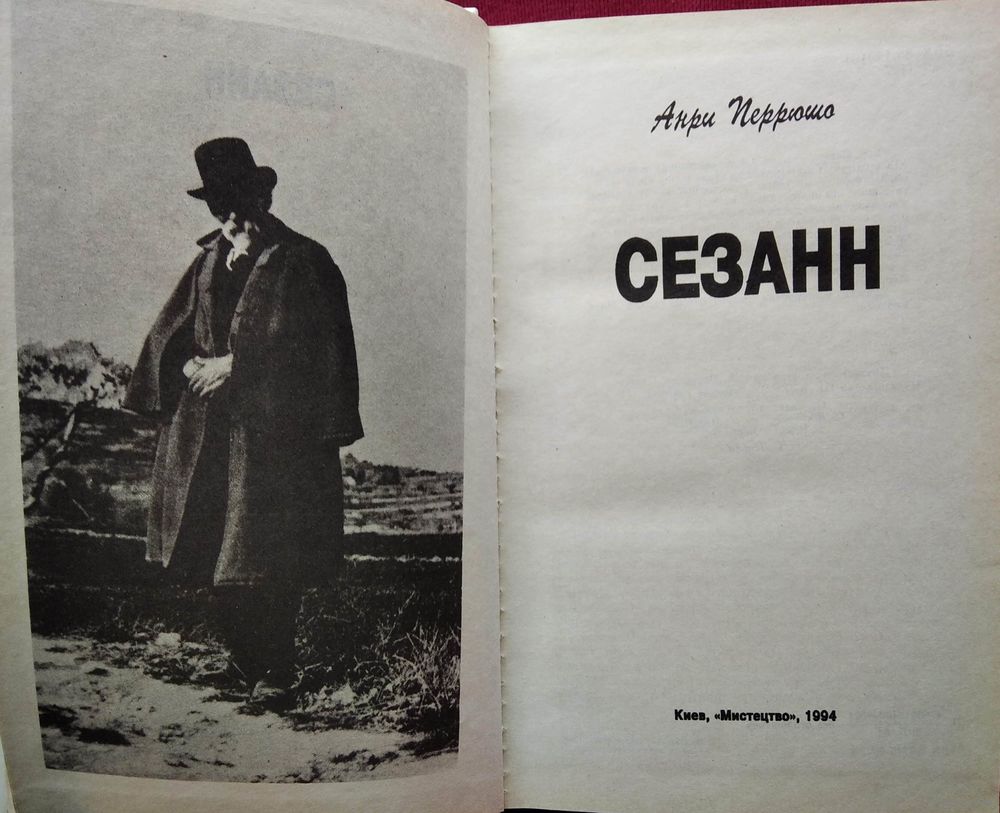 Анри Перрюшо
СЕЗАНН
Киев, «Мистецтво», 1994